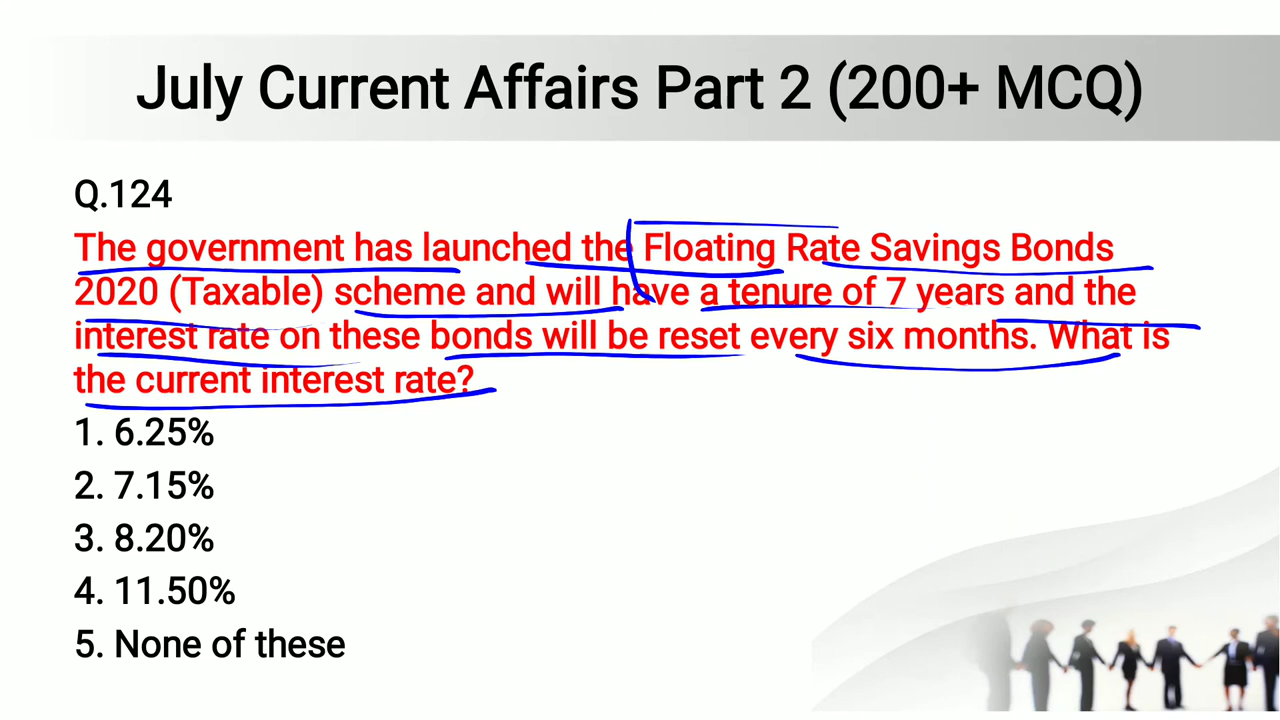 July Current Affairs Part 2 (200+ MCQ)
Q.124
The government has launched the Floating Rate Savings Bonds
2020 (Taxable) scheme and will have a tenure of 7 years and the
interest rate on these bonds will be reset every six months. What is
the current interest rate?
1. 6.25%
2. 7.15%
3. 8.20%
4. 11.50%
5. None of these